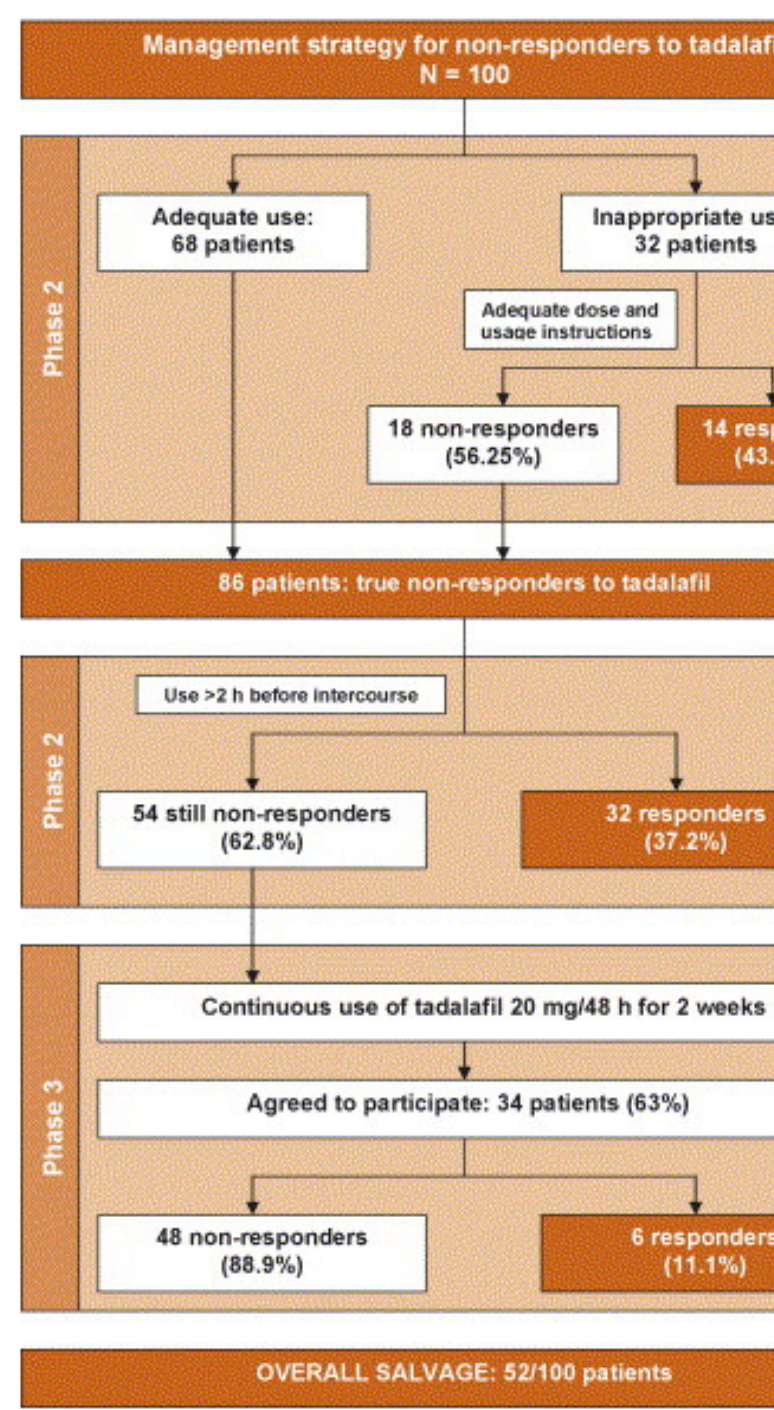 Management strategy for non-responders to
N = 100
Adequate use:
68 patients
Inappropriate
32 patients
Phase 2
Adequate dose and
usage instructions
18 non-responders
(56.25%)
14
86 patients: true non-responders to tadalafil
Phase 2
Use >2 h before intercourse
54 still non-responders
(62.8%)
32 responders
(37.2%)
Phase 3
Continuous use of tadalafil 20 mg/48 h for 2 weeks
Agreed to participate: 34 patients (63%)
48 non-responders
(88.9%)
6 responders
(11.1%)
OVERALL SALVAGE: 52/100 patients